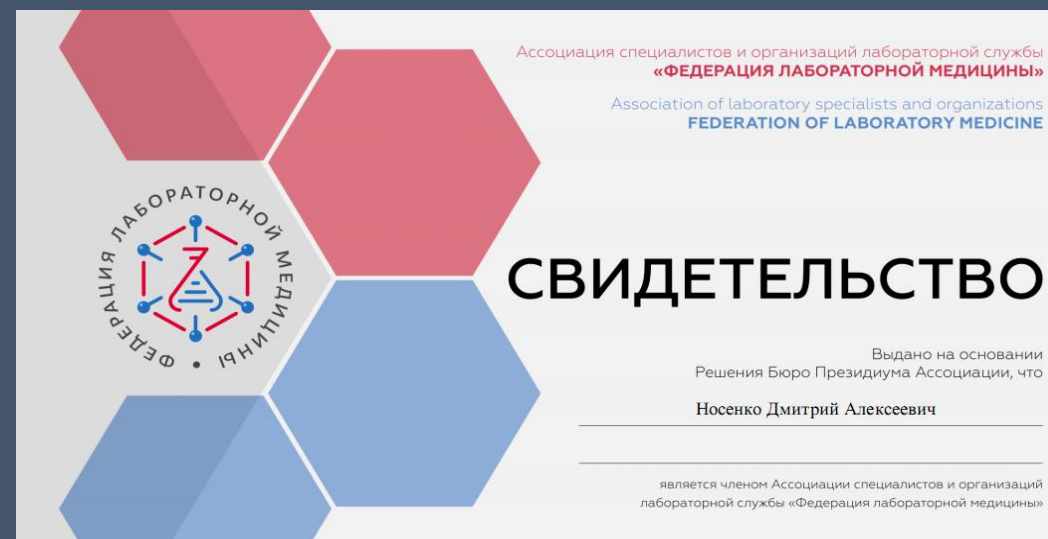 Ассоциация специалистов и организаций лабораторной службы
«ФЕДЕРАЦИЯ ЛАБОРАТОРНОЙ МЕДИЦИНЫ»
Association of laboratory specialists and organizations
FEDERATION OF LABORATORY MEDICINE
ФЕДЕРАЦИЯ ЛАБОРАТОРНОЙ МЕДИЦИНЫ •
СВИДЕТЕЛЬСТВО
Выдано на основании
Решения Бюро Президиума Ассоциации, что
Носенко Дмитрий Алексеевич
является членом Ассоциации специалистов и организаций
лабораторной службы «Федерация лабораторной медицины»